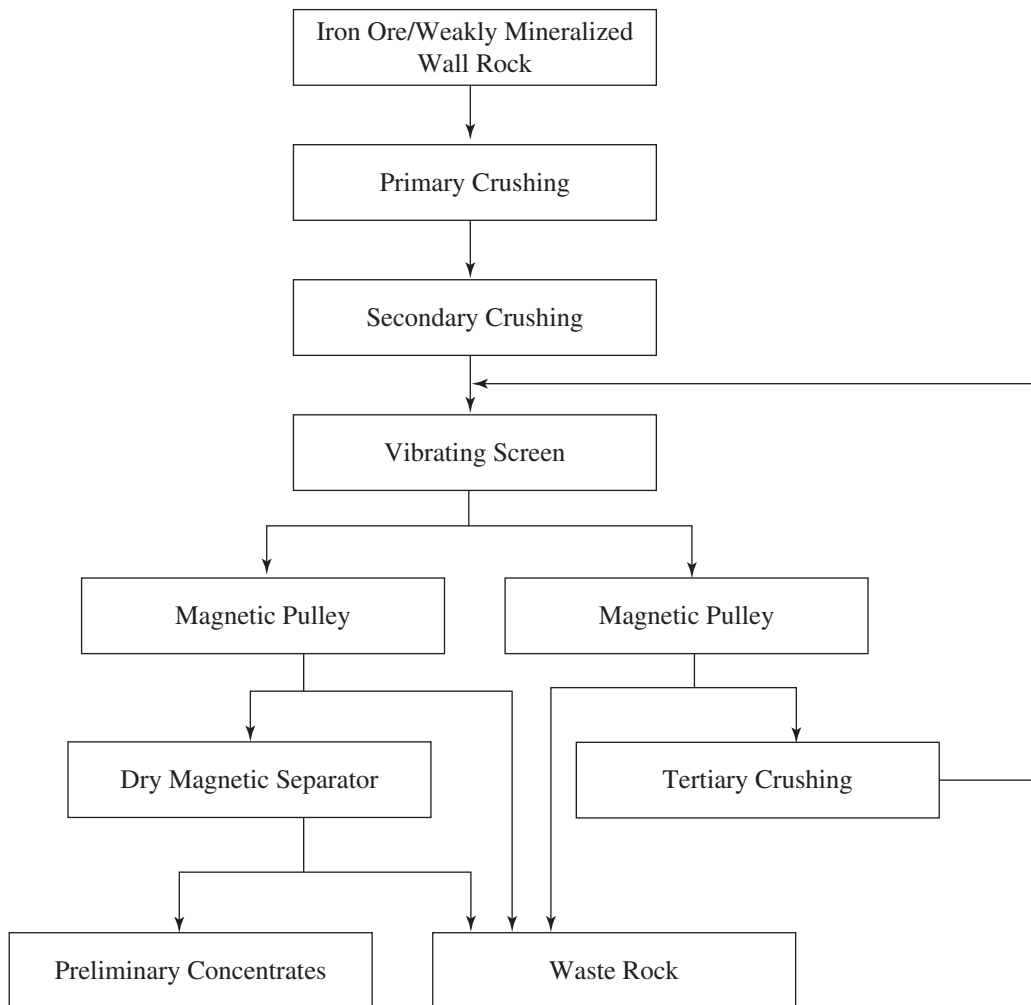 Iron Ore/Weakly Mineralized
Wall Rock
Primary Crushing
Secondary Crushing
Vibrating Screen
Magnetic Pulley
Magnetic Pulley
Dry Magnetic Separator
Tertiary Crushing
Preliminary Concentrates
Waste Rock